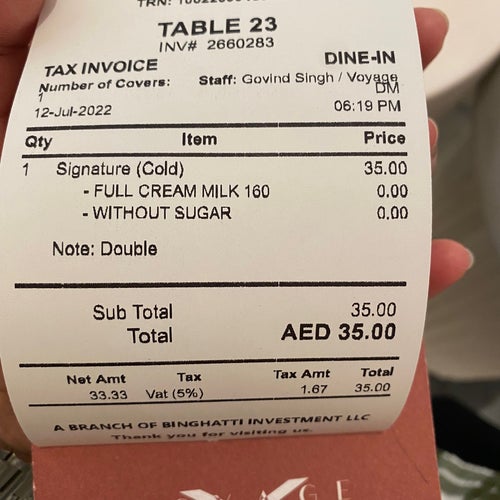 TABLE 23
INV# 2660283
TAX INVOICE DINE-IN
Number of Covers: Staff: Govind Singh / Voyage
1 DM
12-Jul-2022 06:19 PM
Qty Item Price
1 Signature (Cold) 35.00
- FULL CREAM MILK 160 0.00
- WITHOUT SUGAR 0.00
Note: Double
Sub Total 35.00
Total AED 35.00
Net Amt Tax Tax Amt Total
33.33 Vat (5%) 1.67 35.00
A BRANCH OF BINGHATTI INVESTMENT LLC
Thank you for visiting us.